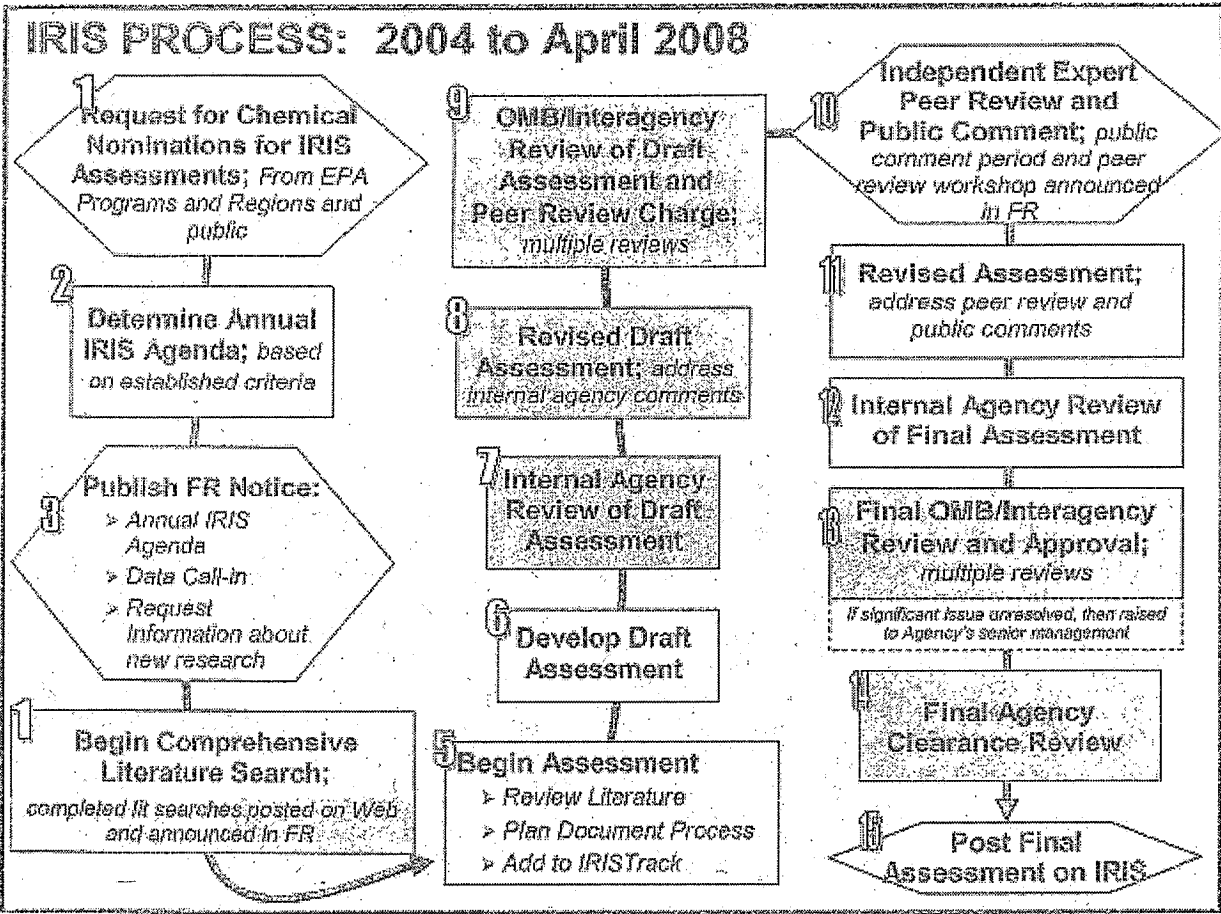 IRIS PROCESS: 2004 to April 2008
1
Request for Chemical
Nominations for IRIS
Assessments; From EPA
Programs and Regions and
public
2
Determine Annual
IRIS Agenda; based
on established criteria
3
Publish FR Notice:
➢ Annual IRIS
Agenda
➢ Data Call-in
➢ Request
Information about
new research
1
Begin Comprehensive
Literature Search;
completed lit searches posted on Web
and announced in FR
5
Begin Assessment
➢ Review Literature
➢ Plan Document Process
➢ Add to IRISTrack
6
Develop Draft
Assessment
7
Internal Agency
Review of Draft
Assessment
8
Revised Draft
Assessment; address
internal agency comments
9
OMB/Interagency
Review of Draft
Assessment and
Peer Review Charge;
multiple reviews
10
Independent Expert
Peer Review and
Public Comment; public
comment period and peer
review workshop announced
in FR
11
Revised Assessment;
address peer review and
public comments
12
Internal Agency Review
of Final Assessment
13
Final OMB/Interagency
Review and Approval;
multiple reviews
If significant issue unresolved, then raised
to Agency's senior management
14
Final Agency
Clearance Review
15
Post Final
Assessment on IRIS